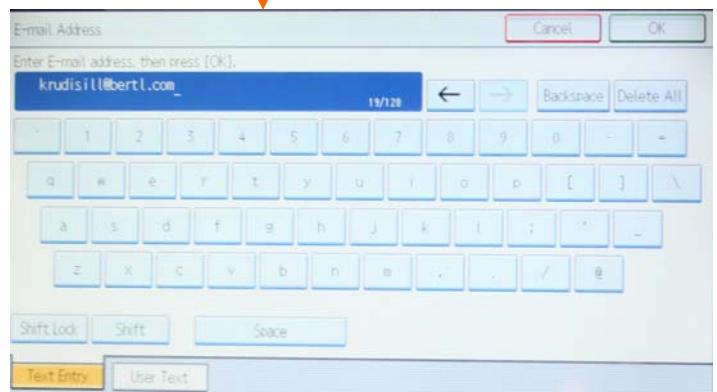 E-mail Address Cancel OK
Enter E-mail address, then press [OK].
krudisill@bertl.com_
19/128 ← → Backspace Delete All
` 1 2 3 4 5 6 7 8 9 0 - =
q w e r t y u i o p [ ] \
a s d f g h j k l ; ' _
z x c v b n m , . / @
Shift Lock Shift Space
Text Entry User Text